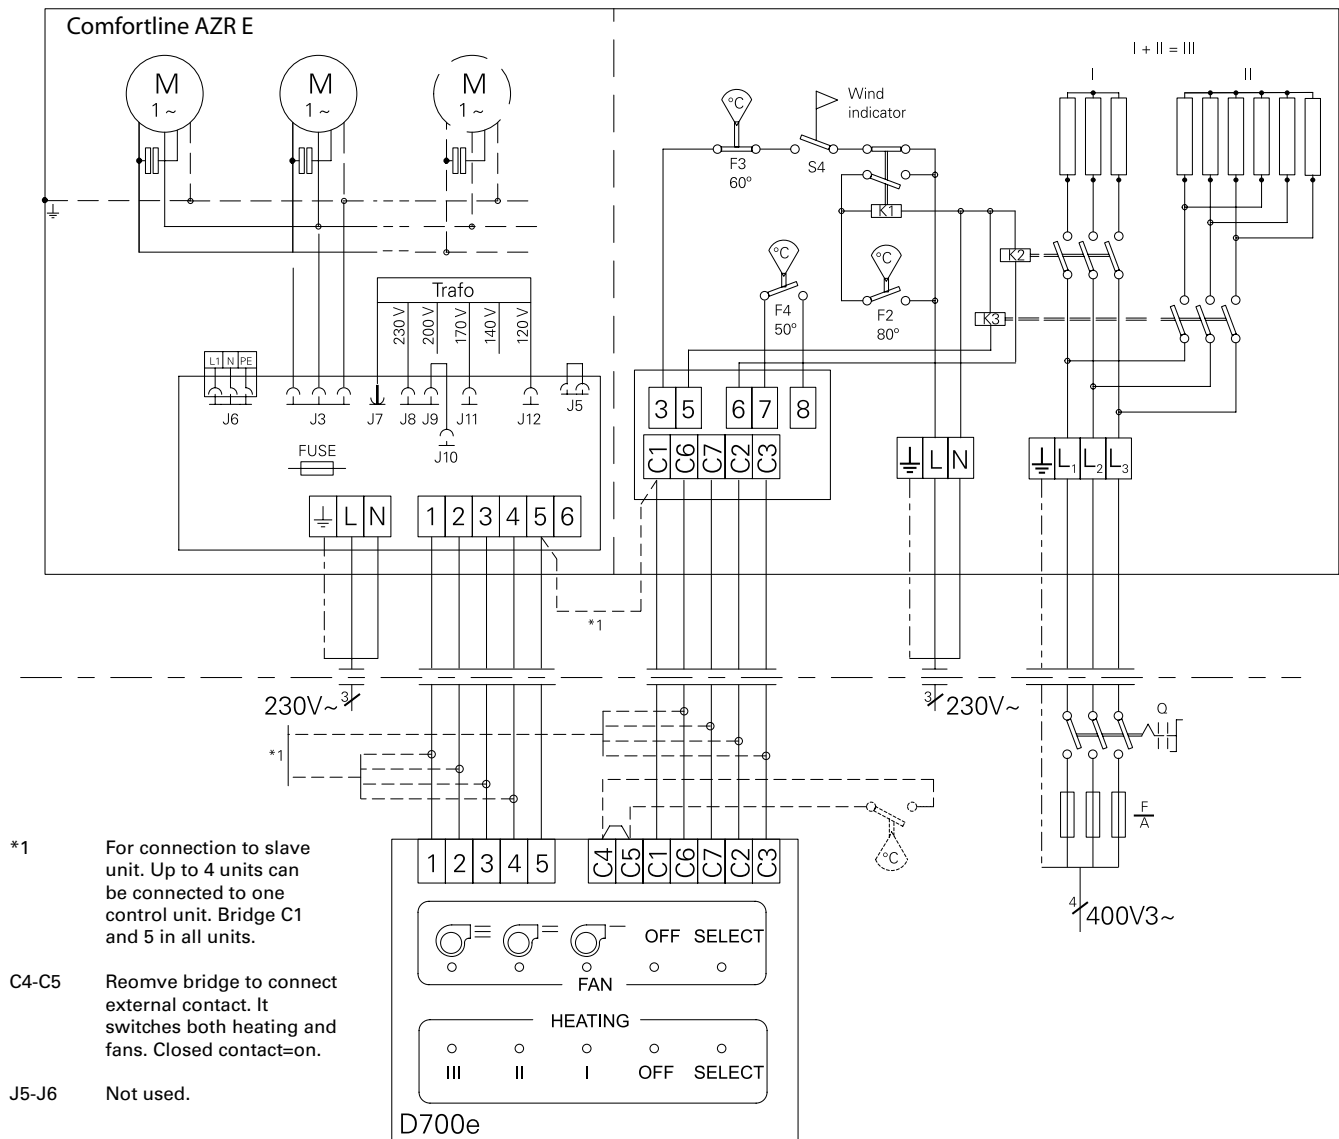 Comfortline AZR E
I + II = III
I II
M 1~ M 1~ M 1~
°C
Wind
indicator
F3
60°
S4
K1
°C
°C
K2
F4
50°
F2
80°
K3
Trafo
230 V 200 V 170 V 140 V 120 V
L1 N PE
J6 J3 J7 J8 J9 J11 J12 J5
J10
FUSE
3 5 6 7 8
C1 C6 C7 C2 C3
L N
L1 L2 L3
L N 1 2 3 4 5 6
*1
230V~ 3
3 230V~
Q
*1
F
A
°C
4 400V3~
1 2 3 4 5 C4 C5 C1 C6 C7 C2 C3
OFF SELECT
FAN
HEATING
III II I OFF SELECT
D700e
*1 For connection to slave
unit. Up to 4 units can
be connected to one
control unit. Bridge C1
and 5 in all units.
C4-C5 Reomve bridge to connect
external contact. It
switches both heating and
fans. Closed contact=on.
J5-J6 Not used.